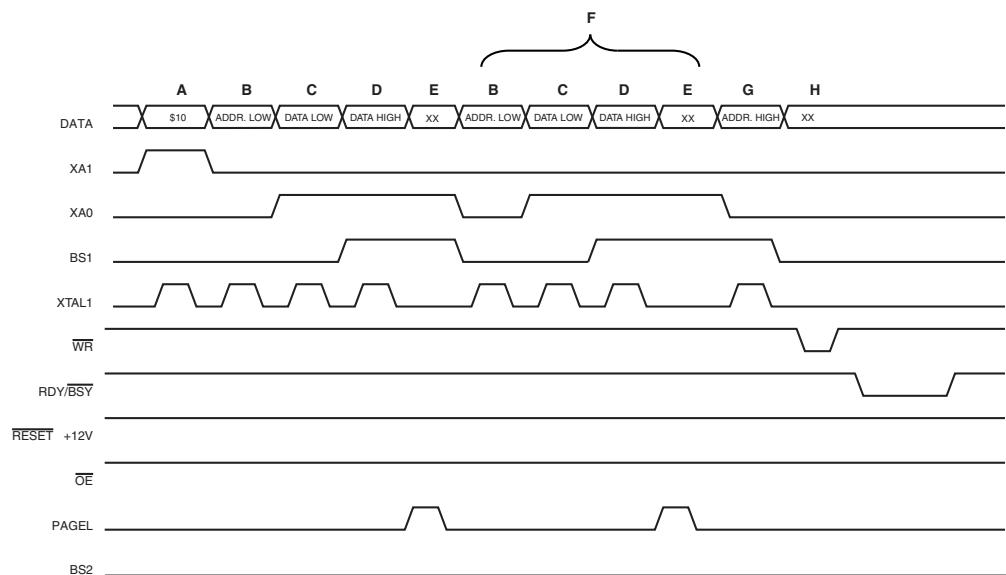 F
A B C D E B C D E G H
DATA $10 ADDR. LOW DATA LOW DATA HIGH XX ADDR. LOW DATA LOW DATA HIGH XX ADDR. HIGH XX
XA1
XA0
BS1
XTAL1
WR
RDY/BSY
RESET +12V
OE
PAGEL
BS2